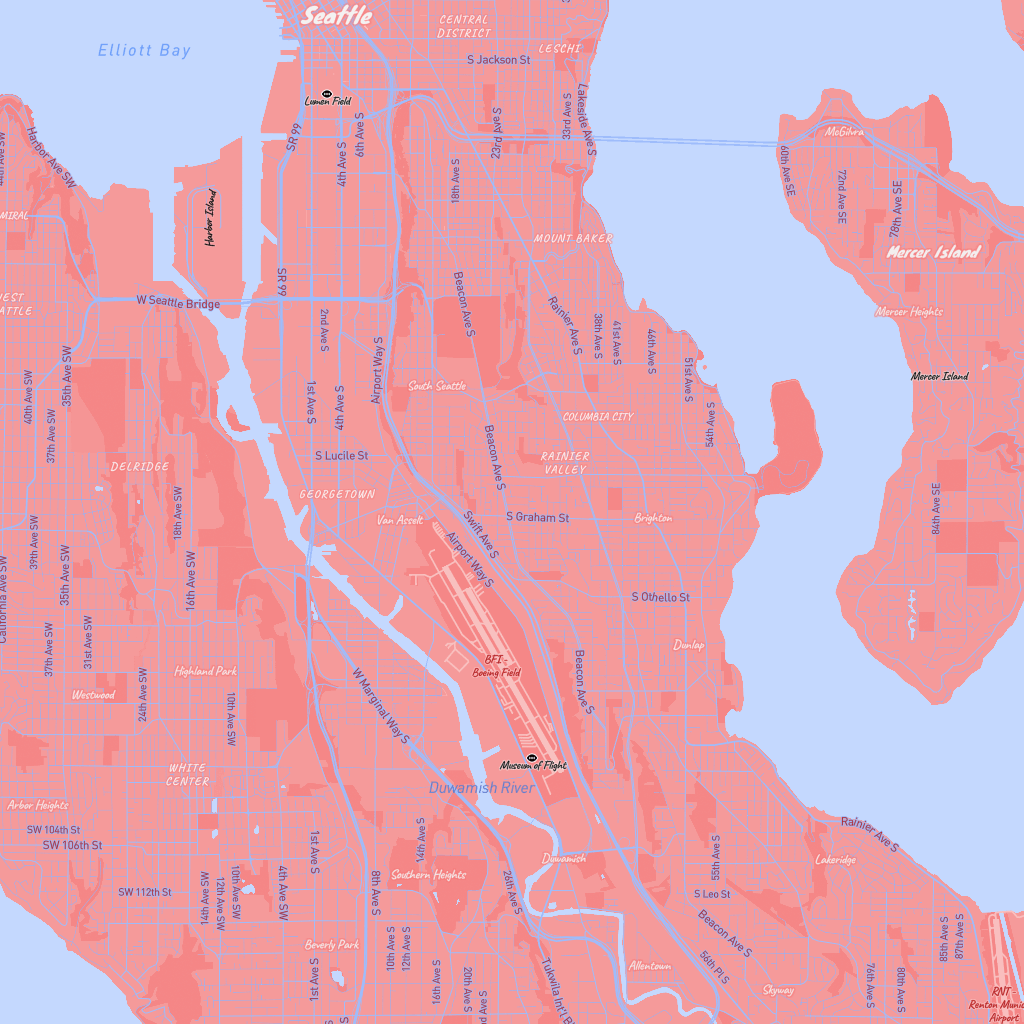 Seattle
CENTRAL
DISTRICT
Elliott Bay
LESCHI
S Jackson St
Lakeside Ave S
Lumen Field
33rd Ave S
23rd Ave S
6th Ave S
SR 99
4th Ave S
McGilvra
Harbor Ave SW
44th Ave SW
60th Ave SE
18th Ave S
72nd Ave SE
78th Ave SE
Harbor Island
MIRAL
MOUNT BAKER
Mercer Island
SR 99
W Seattle Bridge
Beacon Ave S
Rainier Ave S
Mercer Heights
2nd Ave S
38th Ave S
41st Ave S
46th Ave S
Airport Way S
35th Ave SW
51st Ave S
Mercer Island
South Seattle
40th Ave SW
1st Ave S
4th Ave S
COLUMBIA CITY
54th Ave S
37th Ave SW
S Lucile St
Beacon Ave S
RAINIER
VALLEY
DELRIDGE
GEORGETOWN
18th Ave SW
Van Asselt
S Graham St
Brighton
84th Ave SE
Swift Ave S
Airport Way S
39th Ave SW
35th Ave SW
16th Ave SW
California Ave SW
S Othello St
37th Ave SW
31st Ave SW
Dunlap
BFI -
Boeing Field
Highland Park
Beacon Ave S
Westwood
24th Ave SW
10th Ave SW
W Marginal Way S
WHITE
CENTER
Museum of Flight
Duwamish River
Arbor Heights
SW 104th St
SW 106th St
Rainier Ave S
1st Ave S
14th Ave S
Duwamish
55th Ave S
Lakeridge
Southern Heights
SW 112th St
14th Ave SW
12th Ave SW
10th Ave SW
4th Ave SW
8th Ave S
26th Ave S
S Leo St
Beacon Ave S
Beverly Park
10th Ave S
12th Ave S
85th Ave S
87th Ave S
56th Pl S
Allentown
1st Ave S
16th Ave S
20th Ave S
Tukwila Int'l B
76th Ave S
80th Ave S
Skyway
RNT -
Renton Munic
Airport